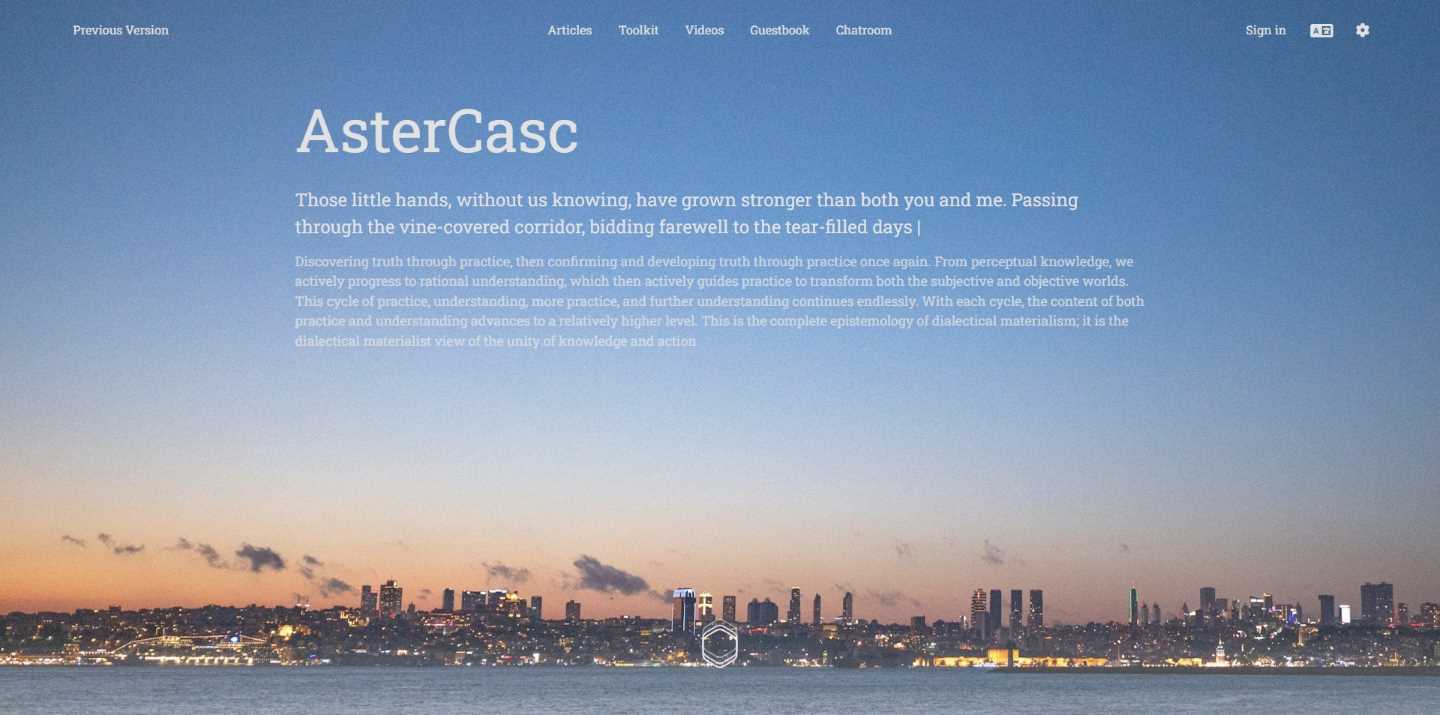 Previous Version
Articles
Toolkit
Videos
Guestbook
Chatroom
Sign in
AsterCasc
Those little hands, without us knowing, have grown stronger than both you and me. Passing
through the vine-covered corridor, bidding farewell to the tear-filled days |
Discovering truth through practice, then confirming and developing truth through practice once again. From perceptual knowledge, we
actively progress to rational understanding, which then actively guides practice to transform both the subjective and objective worlds.
This cycle of practice, understanding, more practice, and further understanding continues endlessly. With each cycle, the content of both
practice and understanding advances to a relatively higher level. This is the complete epistemology of dialectical materialism; it is the
dialectical materialist view of the unity of knowledge and action